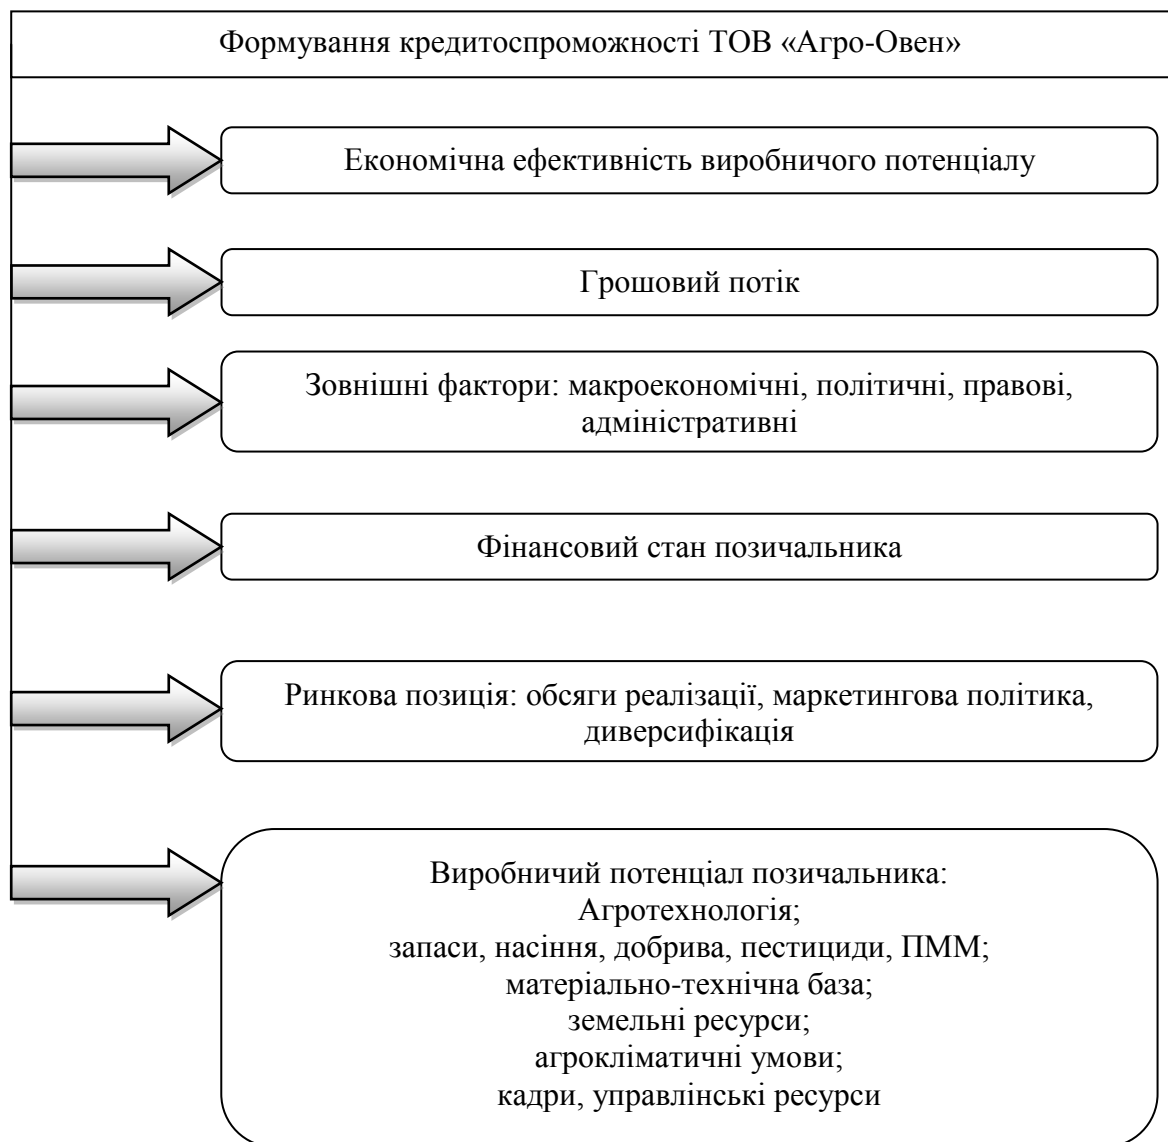 Формування кредитоспроможності ТОВ «Агро-Овен»
Економічна ефективність виробничого потенціалу
Грошовий потік
Зовнішні фактори: макроекономічні, політичні, правові,
адміністративні
Фінансовий стан позичальника
Ринкова позиція: обсяги реалізації, маркетингова політика,
диверсифікація
Виробничий потенціал позичальника:
Агротехнологія;
запаси, насіння, добрива, пестициди, ПММ;
матеріально-технічна база;
земельні ресурси;
агрокліматичні умови;
кадри, управлінські ресурси